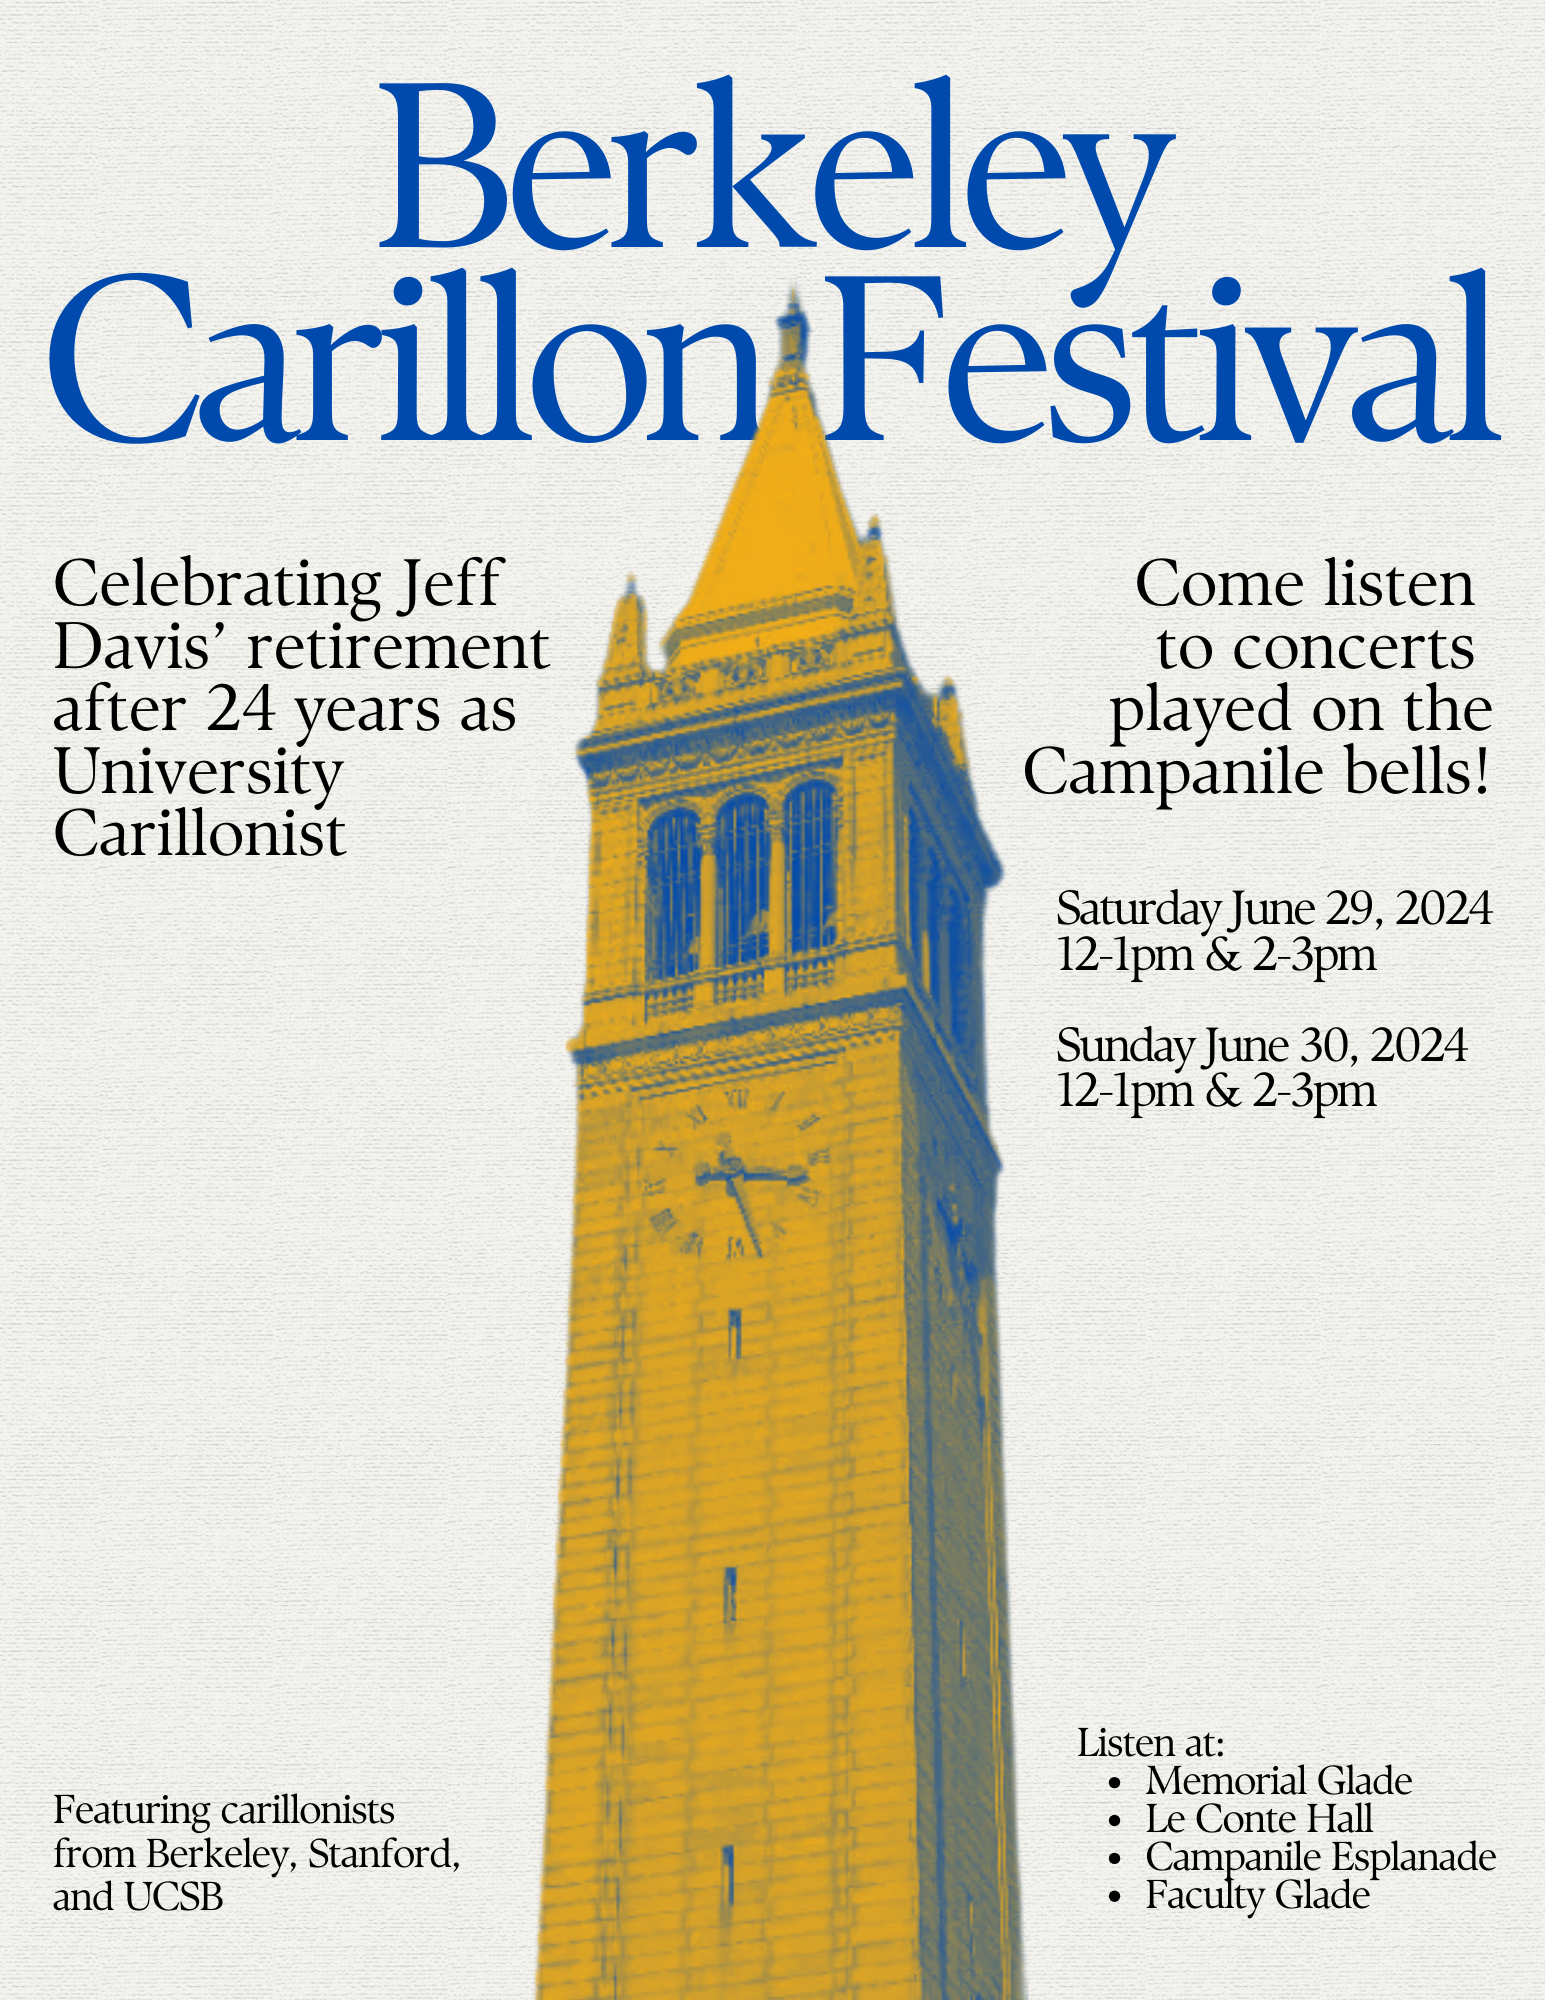 Berkeley
Carillon Festival
Celebrating Jeff
Davis’ retirement
after 24 years as
University
Carillonist
Come listen
to concerts
played on the
Campanile bells!
Saturday June 29, 2024
12-1pm & 2-3pm
Sunday June 30, 2024
12-1pm & 2-3pm
Featuring carillonists
from Berkeley, Stanford,
and UCSB
Listen at:
• Memorial Glade
• Le Conte Hall
• Campanile Esplanade
• Faculty Glade